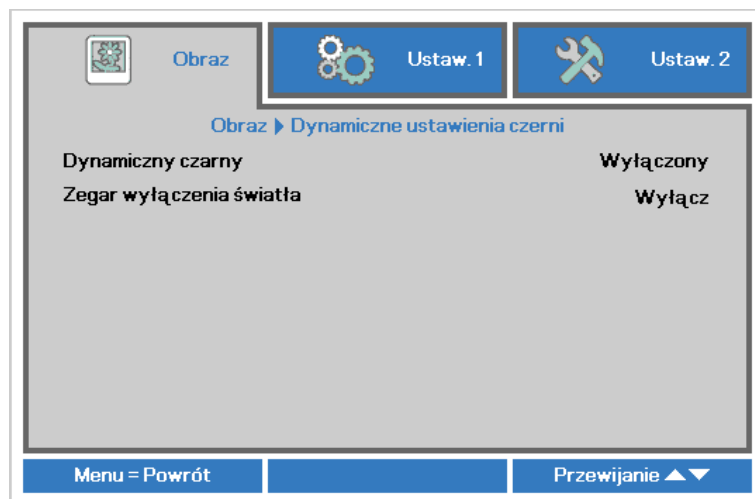 Obraz
Ustaw. 1
Ustaw. 2
Obraz Dynamiczne ustawienia czerni
Dynamiczny czarny Wyłączony
Zegar wyłączenia światła Wyłącz
Menu = Powrót
Przewijanie